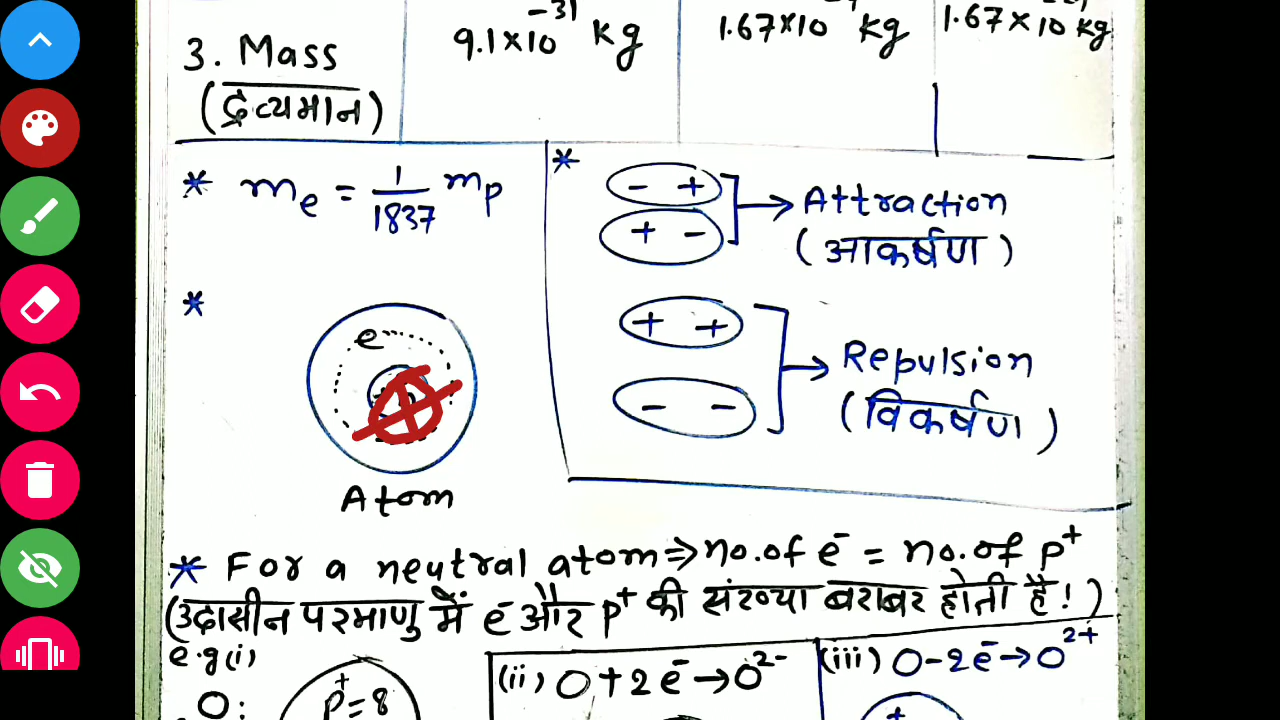 3. Mass
(द्रव्यमान)
9.1×10⁻³¹ kg
1.67×10 kg
1.67×10 kg
* mₑ = 1/1837 mₚ
* - +
+ -
→ Attraction
(आकर्षण)
+ +
- -
→ Repulsion
(विकर्षण)
*
e⁻
Atom
* For a neutral atom ⇒ no. of e⁻ = no. of p⁺
(उदासीन परमाणु में e⁻ और p⁺ की संख्या बराबर होती है!)
e.g(i)
O:
p⁺=8
(ii) O + 2e⁻ → O²⁻
(iii) O - 2e⁻ → O²⁺
+